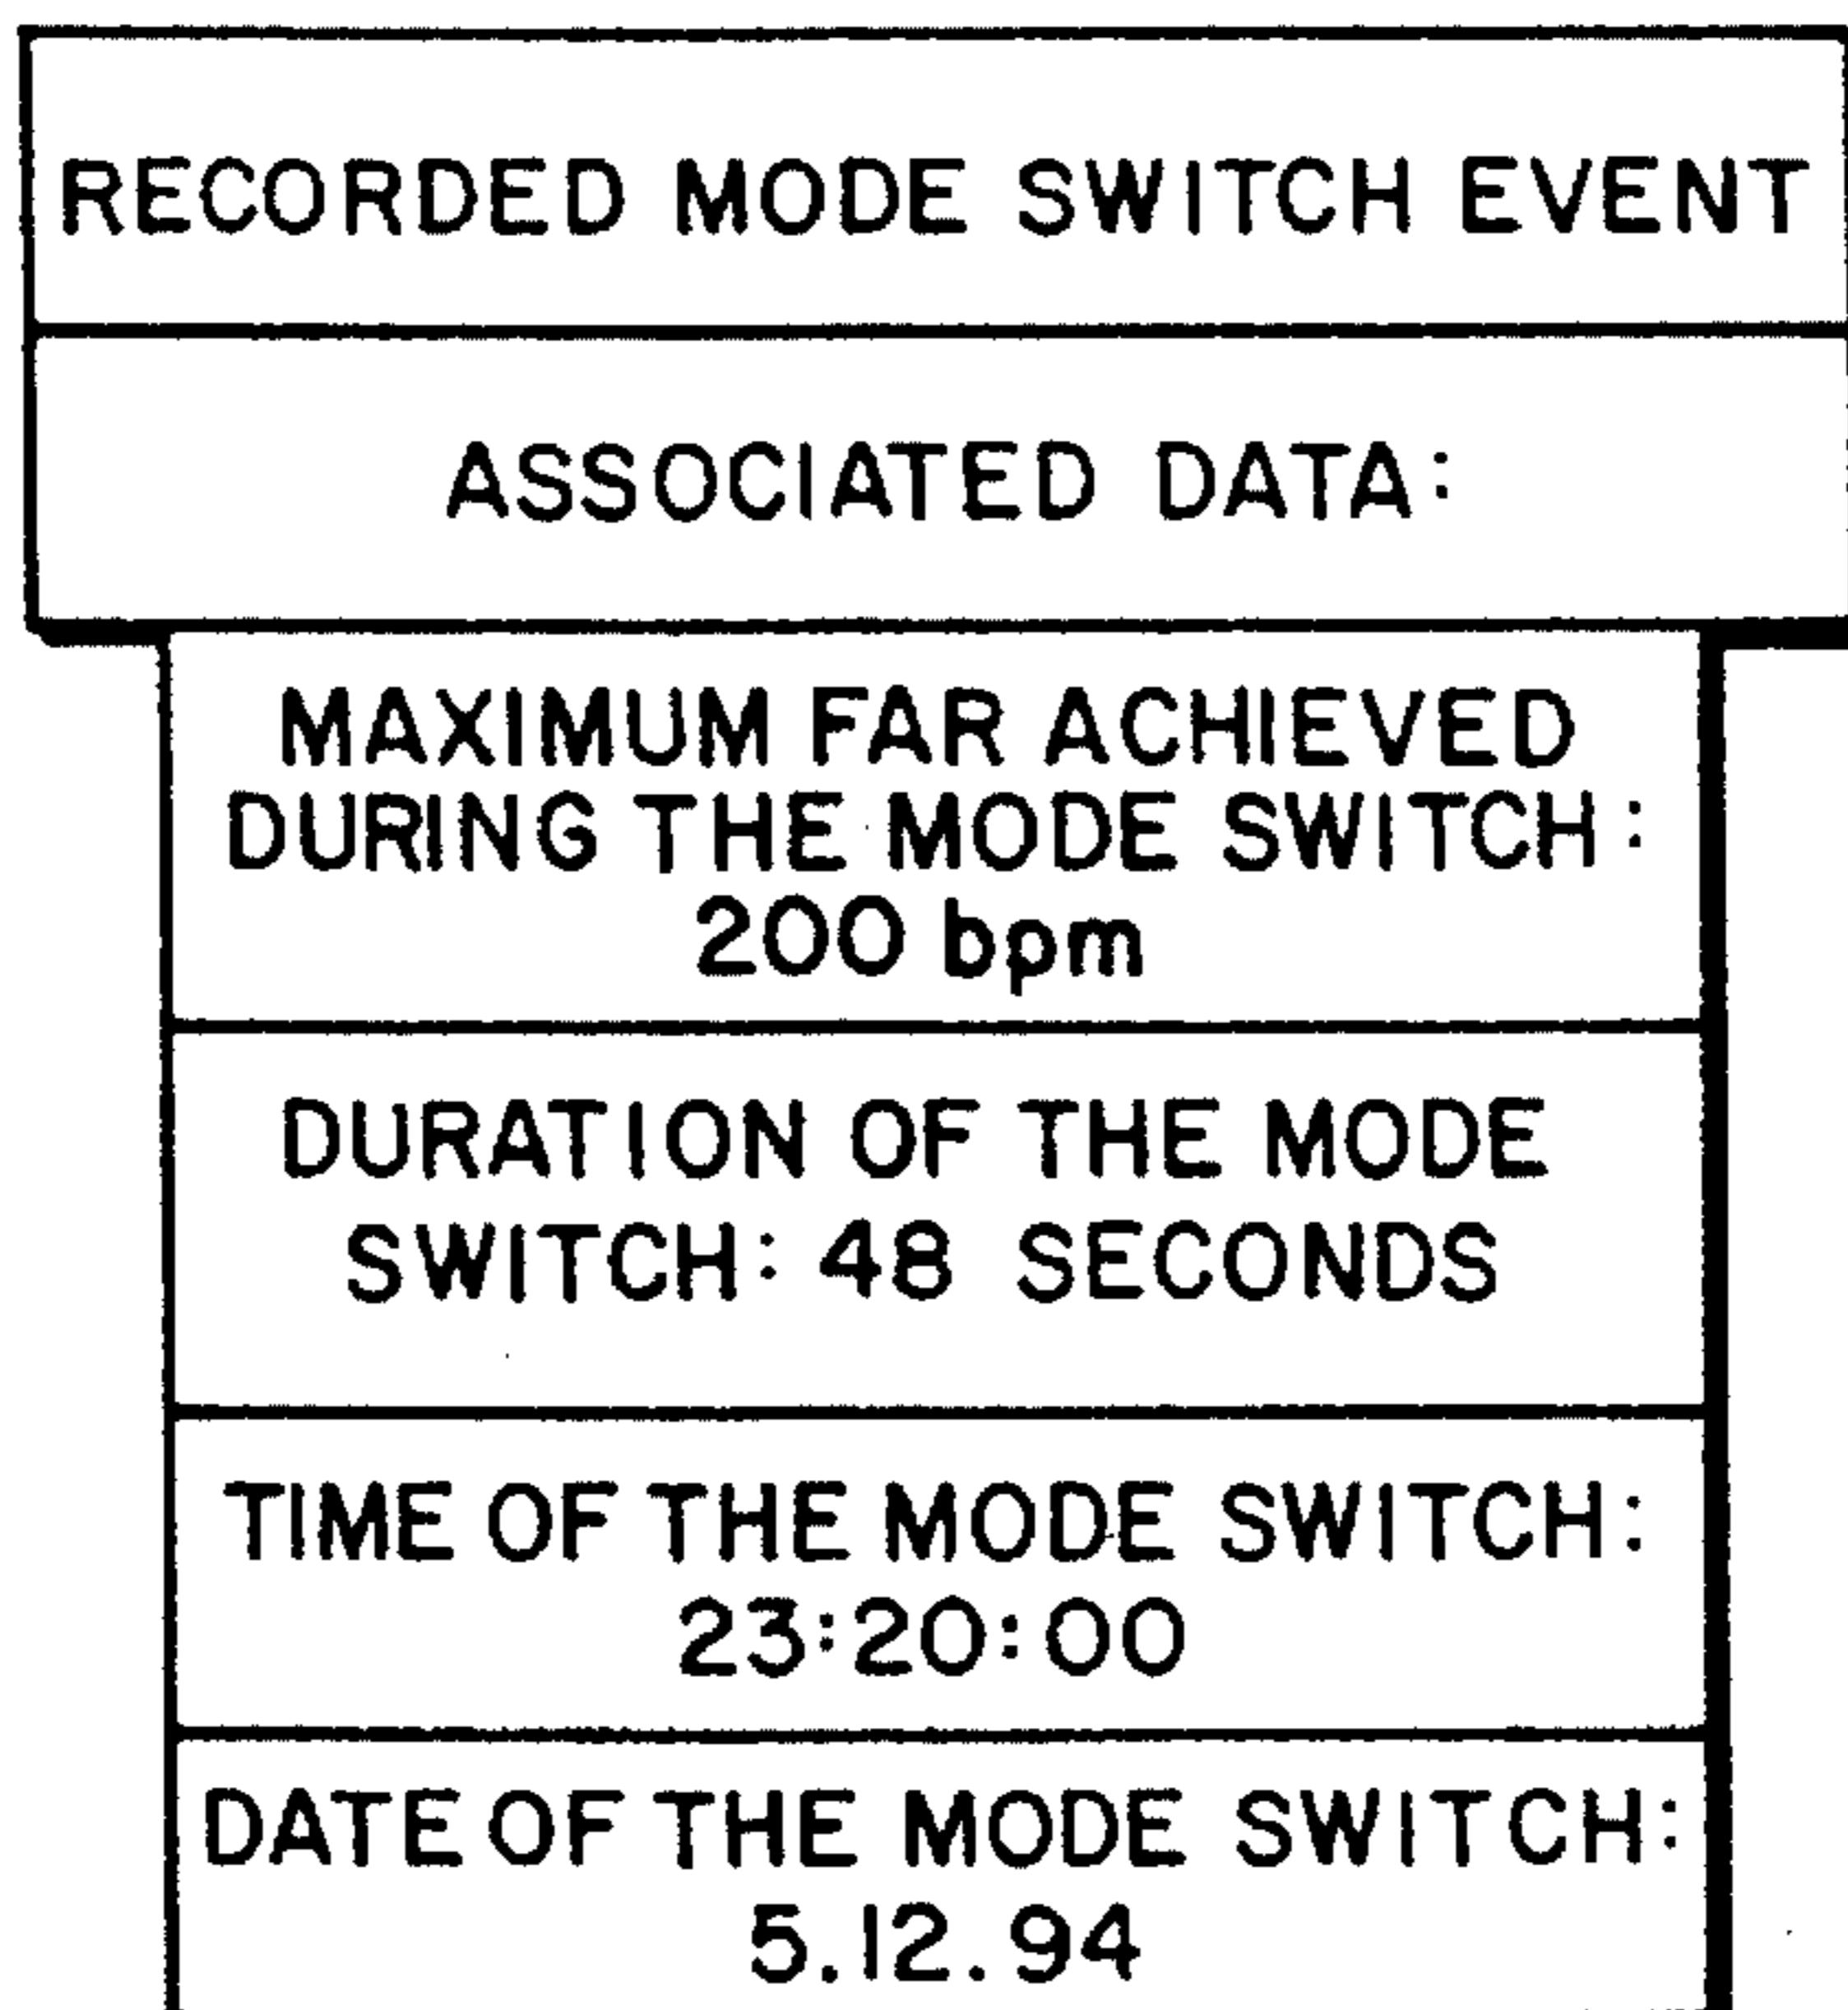 RECORDED MODE SWITCH EVENT
ASSOCIATED DATA:
MAXIMUM FAR ACHIEVED
DURING THE MODE SWITCH:
200 bpm
DURATION OF THE MODE
SWITCH: 48 SECONDS
TIME OF THE MODE SWITCH:
23:20:00
DATE OF THE MODE SWITCH:
5.12.94